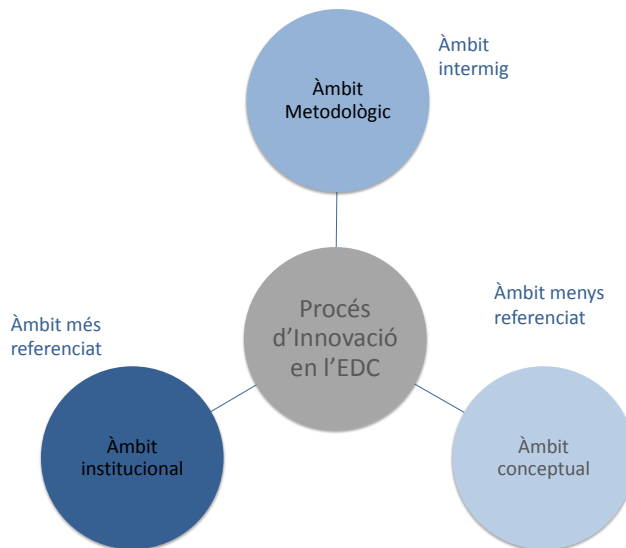 Àmbit
Metodològic
Àmbit
intermig
Procés
d’Innovació
en l’EDC
Àmbit menys
referenciat
Àmbit més
referenciat
Àmbit
institucional
Àmbit
conceptual